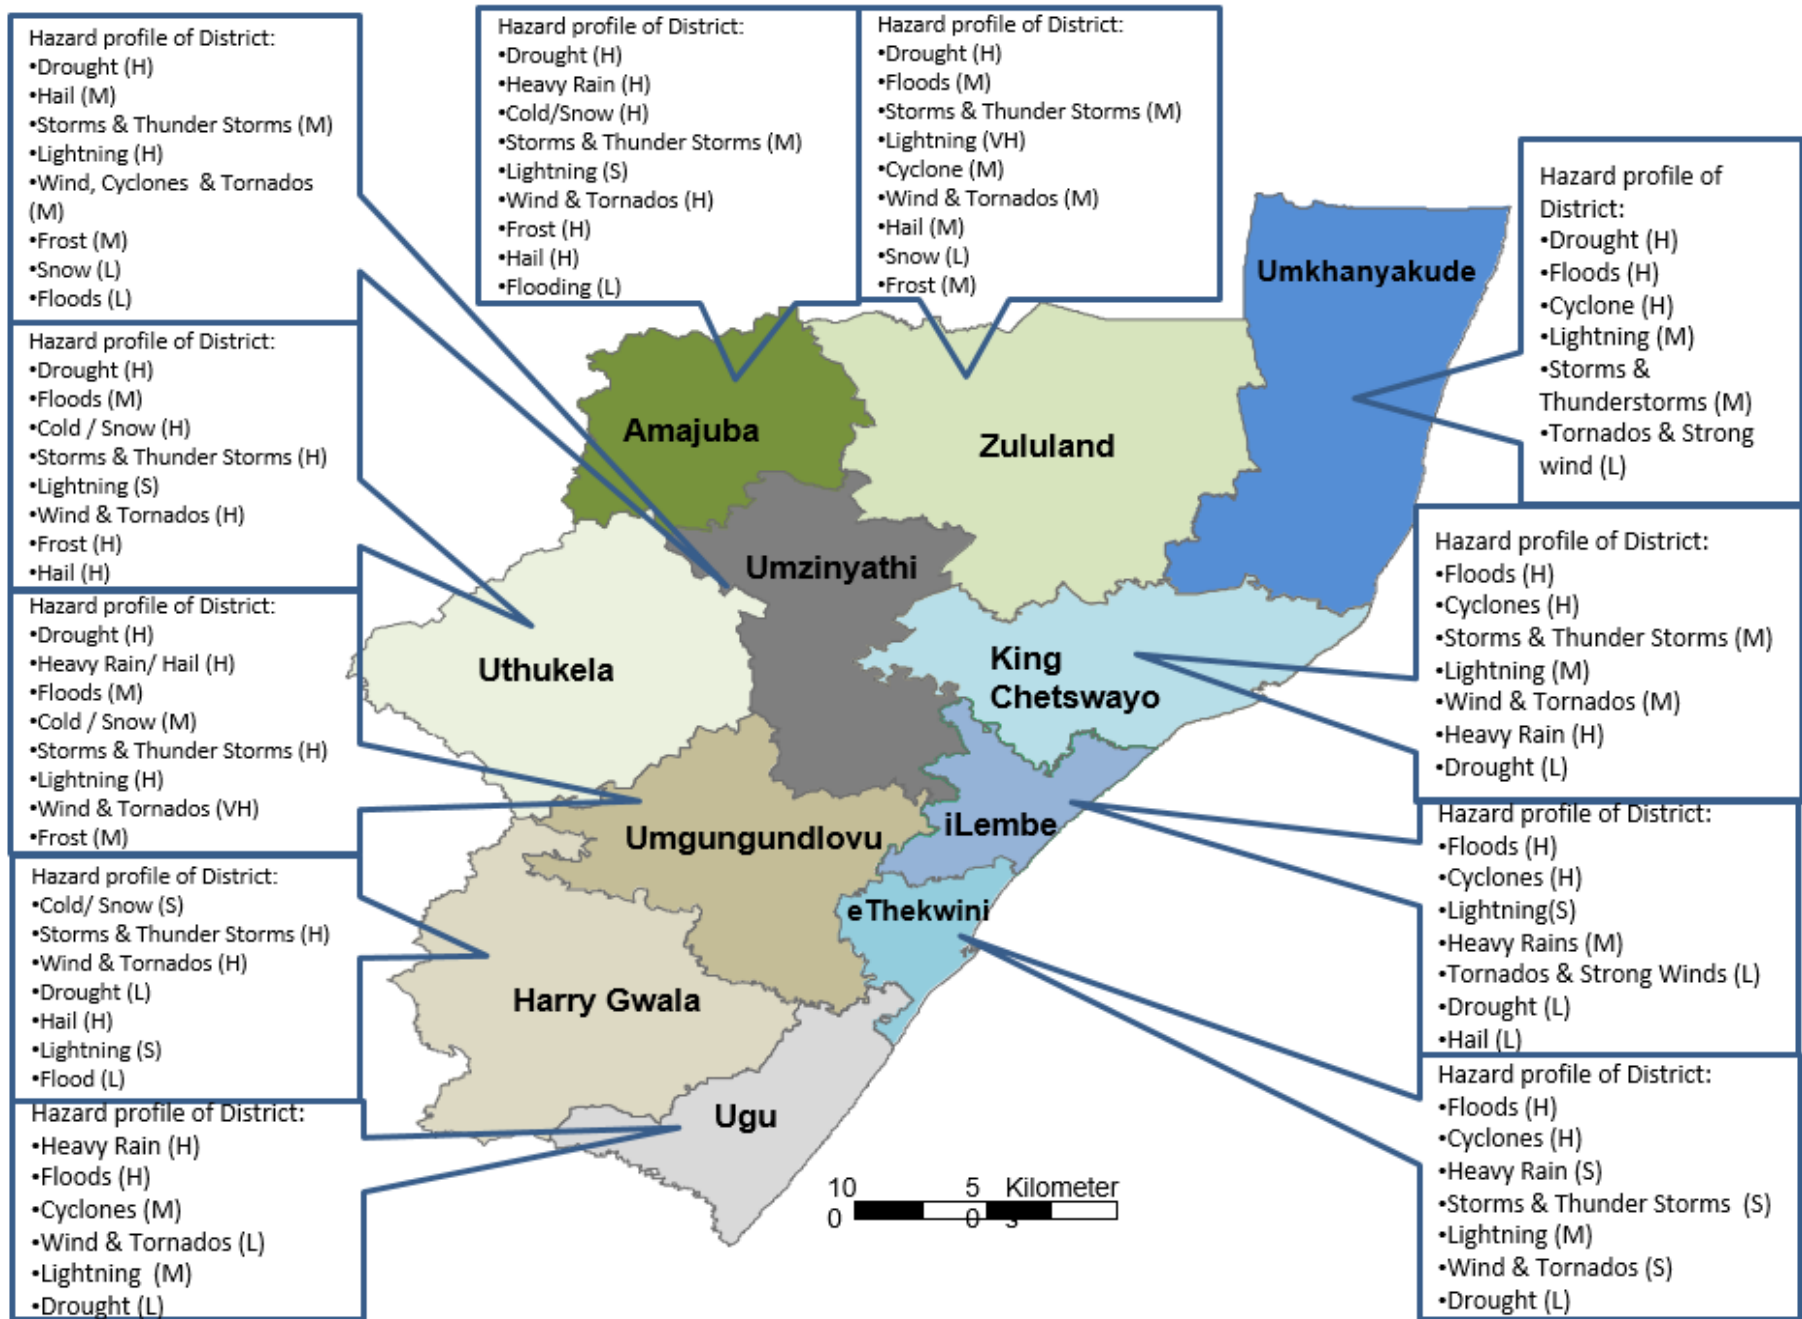 Hazard profile of District:
•Drought (H)
•Hail (M)
•Storms & Thunder Storms (M)
•Lightning (H)
•Wind, Cyclones & Tornados
(M)
•Frost (M)
•Snow (L)
•Floods (L)
Hazard profile of District:
•Drought (H)
•Heavy Rain (H)
•Cold/Snow (H)
•Storms & Thunder Storms (M)
•Lightning (S)
•Wind & Tornados (H)
•Frost (H)
•Hail (H)
•Flooding (L)
Hazard profile of District:
•Drought (H)
•Floods (M)
•Storms & Thunder Storms (M)
•Lightning (VH)
•Cyclone (M)
•Wind & Tornados (M)
•Hail (M)
•Snow (L)
•Frost (M)
Hazard profile of
District:
•Drought (H)
•Floods (H)
•Cyclone (H)
•Lightning (M)
•Storms &
Thunderstorms (M)
•Tornados & Strong
wind (L)
Hazard profile of District:
•Drought (H)
•Floods (M)
•Cold / Snow (H)
•Storms & Thunder Storms (H)
•Lightning (S)
•Wind & Tornados (H)
•Frost (H)
•Hail (H)
Hazard profile of District:
•Drought (H)
•Heavy Rain/ Hail (H)
•Floods (M)
•Cold / Snow (M)
•Storms & Thunder Storms (H)
•Lightning (H)
•Wind & Tornados (VH)
•Frost (M)
Hazard profile of District:
•Cold/ Snow (S)
•Storms & Thunder Storms (H)
•Wind & Tornados (H)
•Drought (L)
•Hail (H)
•Lightning (S)
•Flood (L)
Hazard profile of District:
•Heavy Rain (H)
•Floods (H)
•Cyclones (M)
•Wind & Tornados (L)
•Lightning (M)
•Drought (L)
Umkhanyakude
Amajuba
Zululand
Umzinyathi
Uthukela
King
Chetswayo
Umgungundlovu
iLembe
eThekwini
Harry Gwala
Ugu
10 5 Kilometer
0 0 s
Hazard profile of District:
•Floods (H)
•Cyclones (H)
•Storms & Thunder Storms (M)
•Lightning (M)
•Wind & Tornados (M)
•Heavy Rain (H)
•Drought (L)
Hazard profile of District:
•Floods (H)
•Cyclones (H)
•Lightning(S)
•Heavy Rains (M)
•Tornados & Strong Winds (L)
•Drought (L)
•Hail (L)
Hazard profile of District:
•Floods (H)
•Cyclones (H)
•Heavy Rain (S)
•Storms & Thunder Storms (S)
•Lightning (M)
•Wind & Tornados (S)
•Drought (L)